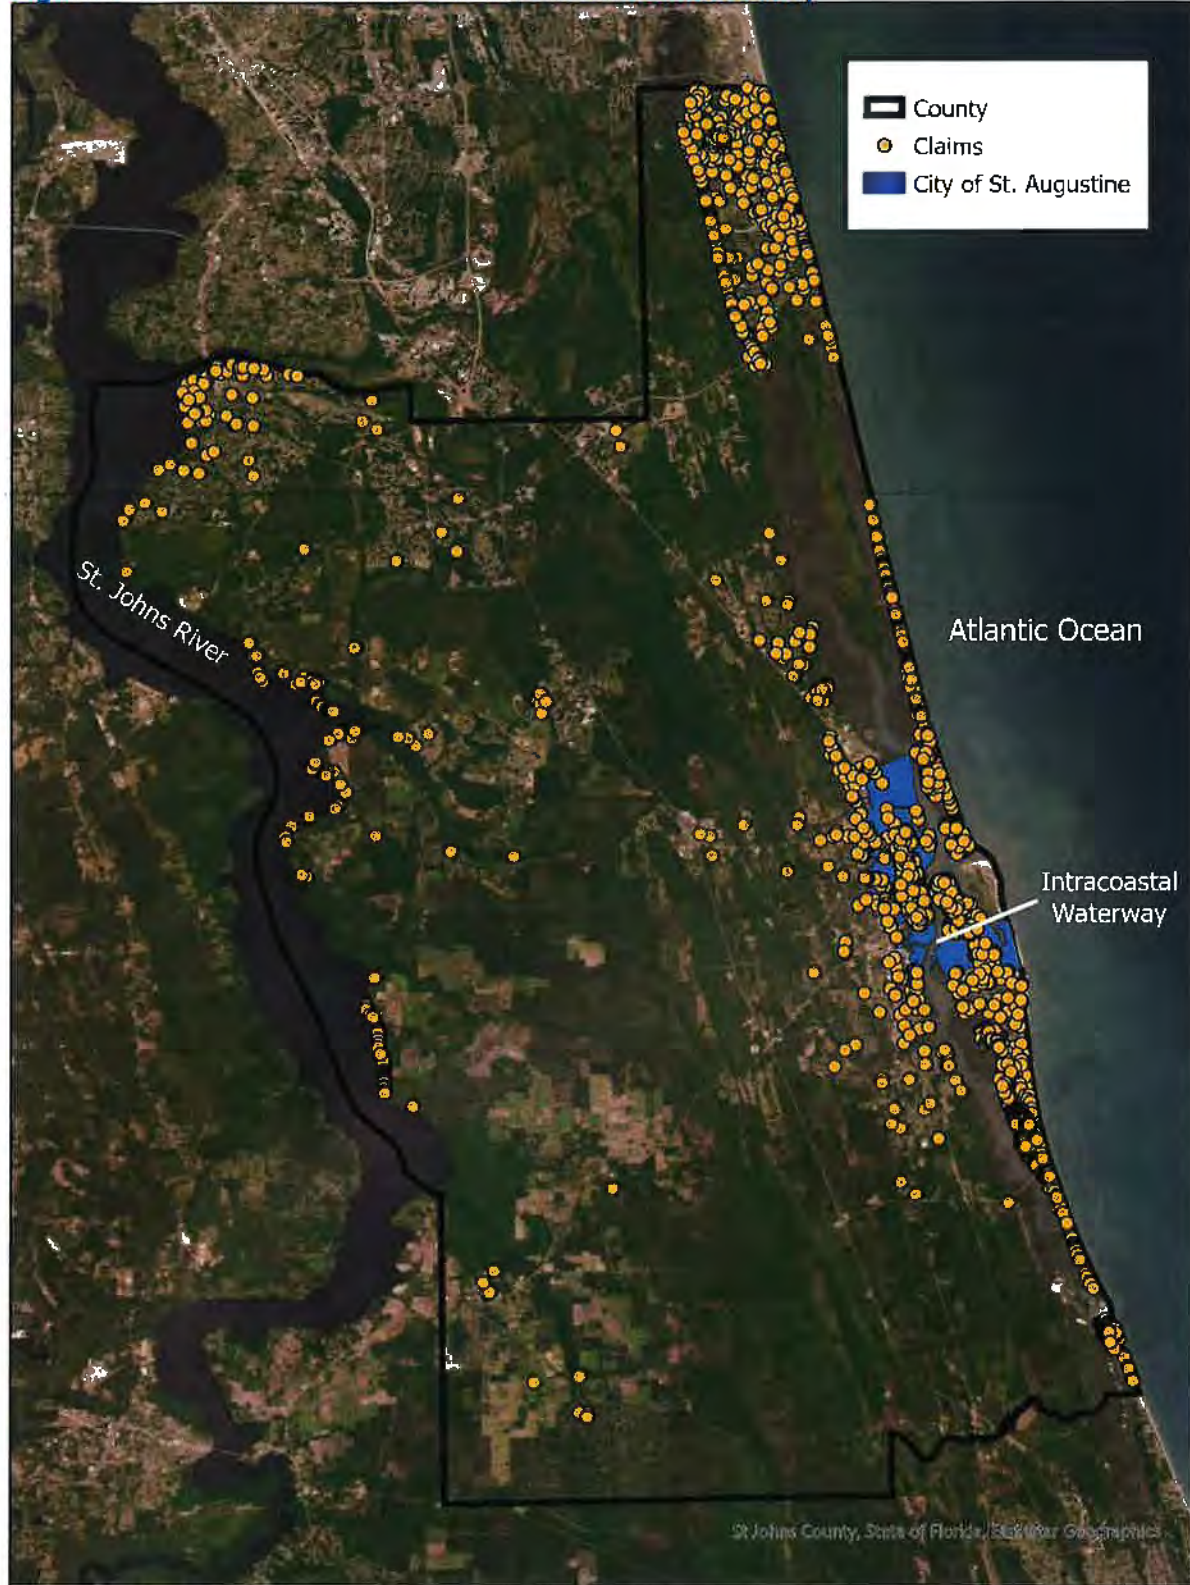 County
Claims
City of St. Augustine
St. Johns River
Atlantic Ocean
Intracoastal
Waterway
St Johns County, State of Florida, Geographics